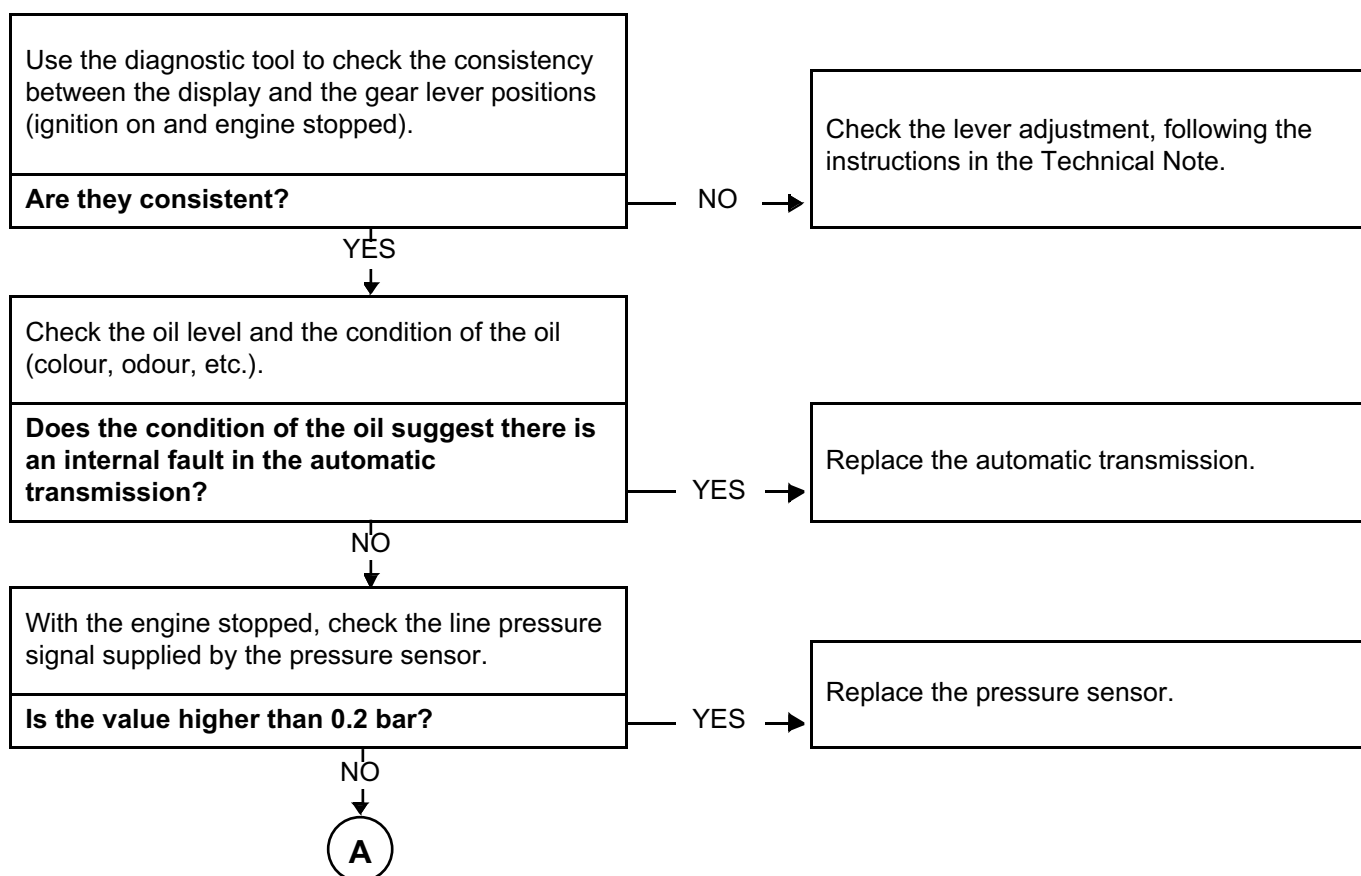 Use the diagnostic tool to check the consistency
between the display and the gear lever positions
(ignition on and engine stopped).
Are they consistent?
NO
Check the lever adjustment, following the
instructions in the Technical Note.
YES
Check the oil level and the condition of the oil
(colour, odour, etc.).
Does the condition of the oil suggest there is
an internal fault in the automatic
transmission?
YES
Replace the automatic transmission.
NO
With the engine stopped, check the line pressure
signal supplied by the pressure sensor.
Is the value higher than 0.2 bar?
YES
Replace the pressure sensor.
NO
A